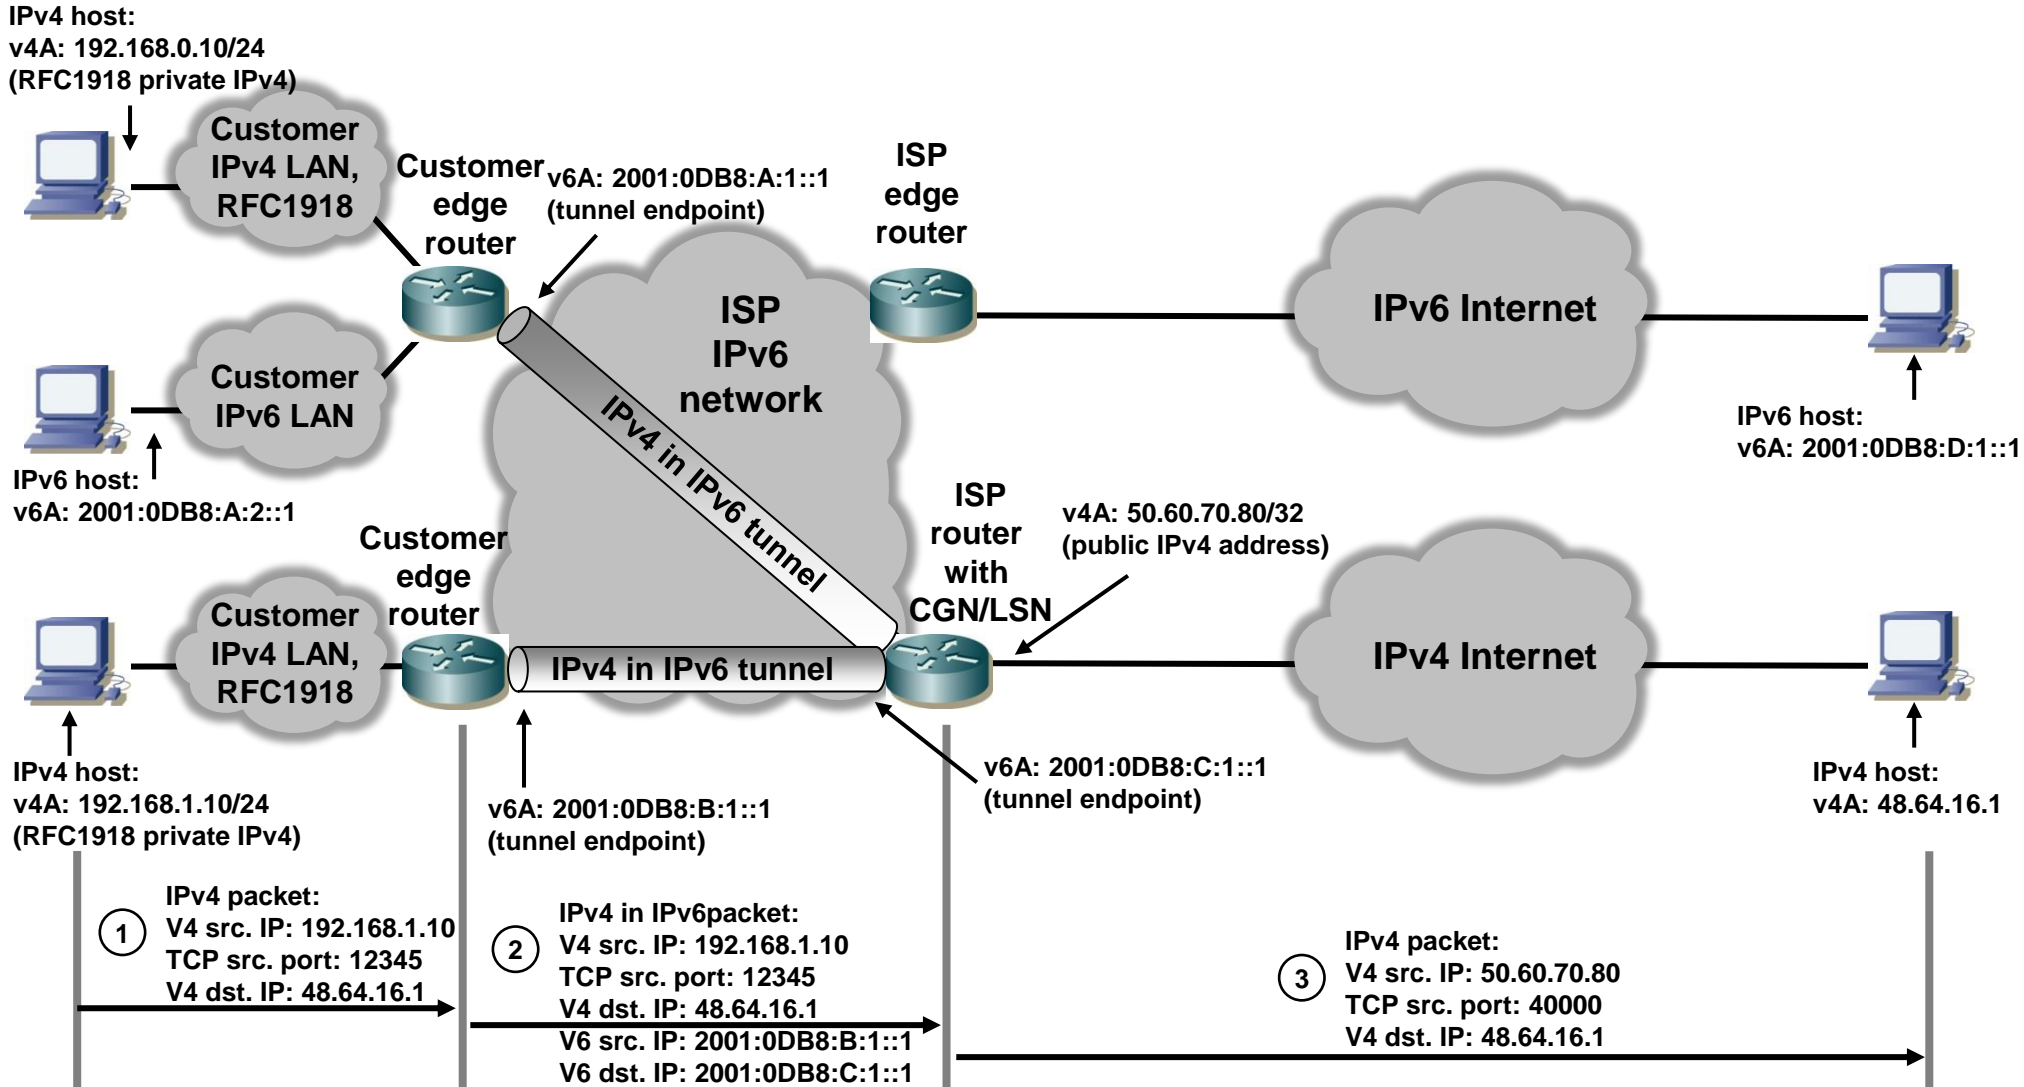 IPv4 host:
v4A: 192.168.0.10/24
(RFC1918 private IPv4)
Customer
IPv4 LAN,
RFC1918
Customer
edge
router
v6A: 2001:0DB8:A:1::1
(tunnel endpoint)
ISP
edge
router
ISP
IPv6
network
IPv6 Internet
IPv6 host:
v6A: 2001:0DB8:D:1::1
Customer
IPv6 LAN
IPv6 host:
v6A: 2001:0DB8:A:2::1
IPv4 in IPv6 tunnel
Customer
edge
router
ISP
router
with
CGN/LSN
v4A: 50.60.70.80/32
(public IPv4 address)
Customer
IPv4 LAN,
RFC1918
IPv4 in IPv6 tunnel
IPv4 Internet
IPv4 host:
v4A: 192.168.1.10/24
(RFC1918 private IPv4)
v6A: 2001:0DB8:B:1::1
(tunnel endpoint)
v6A: 2001:0DB8:C:1::1
(tunnel endpoint)
IPv4 host:
v4A: 48.64.16.1
1
IPv4 packet:
V4 src. IP: 192.168.1.10
TCP src. port: 12345
V4 dst. IP: 48.64.16.1
2
IPv4 in IPv6packet:
V4 src. IP: 192.168.1.10
TCP src. port: 12345
V4 dst. IP: 48.64.16.1
V6 src. IP: 2001:0DB8:B:1::1
V6 dst. IP: 2001:0DB8:C:1::1
3
IPv4 packet:
V4 src. IP: 50.60.70.80
TCP src. port: 40000
V4 dst. IP: 48.64.16.1